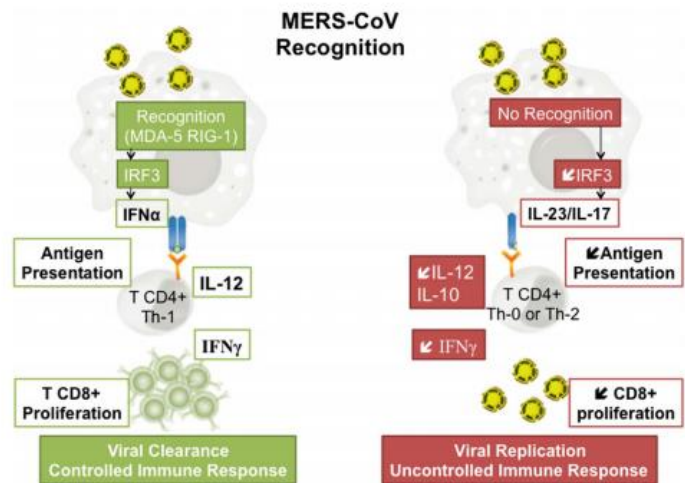 MERS-CoV
Recognition
Recognition
(MDA-5 RIG-1)
IRF3
IFNα
Antigen
Presentation
IL-12
T CD4+
Th-1
IFNγ
T CD8+
Proliferation
Viral Clearance
Controlled Immune Response
No Recognition
↙IRF3
IL-23/IL-17
↙Antigen
Presentation
↙IL-12
IL-10
T CD4+
Th-0 or Th-2
↙ IFNγ
↙ CD8+
proliferation
Viral Replication
Uncontrolled Immune Response